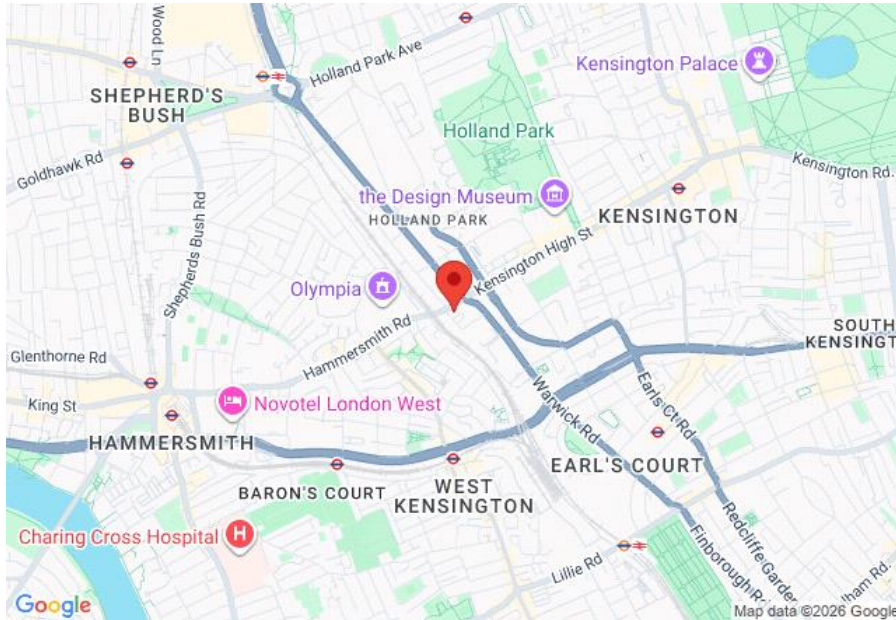 Wood Ln
Holland Park Ave
Kensington Palace
SHEPHERD'S
BUSH
Holland Park
Goldhawk Rd
Kensington Rd.
the Design Museum
HOLLAND PARK
KENSINGTON
Shepherds Bush Rd
Kensington High St
Olympia
Hammersmith Rd
SOUTH
KENSINGT
Glenthorne Rd
King St
Novotel London West
Warwick Rd
Earls Ct Rd
HAMMERSMITH
EARL'S COURT
BARON'S COURT
WEST
KENSINGTON
Charing Cross Hospital
H
Redcliffe Garden
Finborough R
Lillie Rd
lham Rd.
Google
Map data ©2026 Google